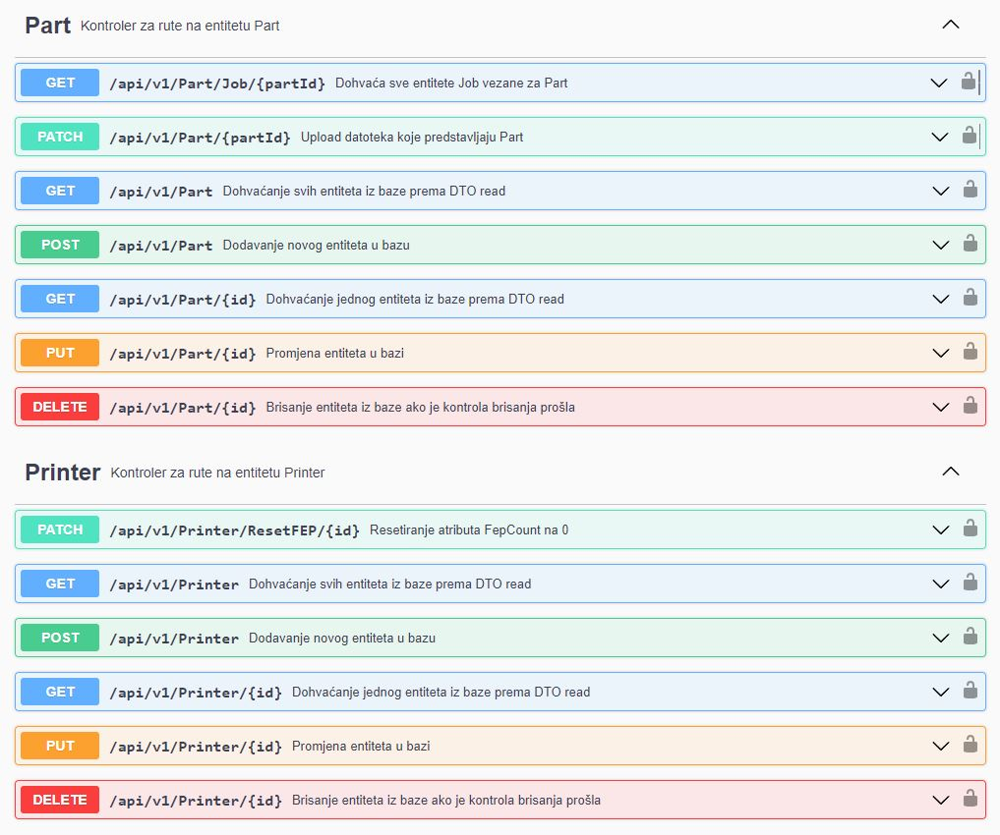 Part Kontroler za rute na entitetu Part
GET /api/v1/Part/Job/{partId} Dohvaća sve entitete Job vezane za Part
PATCH /api/v1/Part/{partId} Upload datoteka koje predstavljaju Part
GET /api/v1/Part Dohvaćanje svih entiteta iz baze prema DTO read
POST /api/v1/Part Dodavanje novog entiteta u bazu
GET /api/v1/Part/{id} Dohvaćanje jednog entiteta iz baze prema DTO read
PUT /api/v1/Part/{id} Promjena entiteta u bazi
DELETE /api/v1/Part/{id} Brisanje entiteta iz baze ako je kontrola brisanja prošla
Printer Kontroler za rute na entitetu Printer
PATCH /api/v1/Printer/ResetFEP/{id} Resetiranje atributa FepCount na 0
GET /api/v1/Printer Dohvaćanje svih entiteta iz baze prema DTO read
POST /api/v1/Printer Dodavanje novog entiteta u bazu
GET /api/v1/Printer/{id} Dohvaćanje jednog entiteta iz baze prema DTO read
PUT /api/v1/Printer/{id} Promjena entiteta u bazi
DELETE /api/v1/Printer/{id} Brisanje entiteta iz baze ako je kontrola brisanja prošla